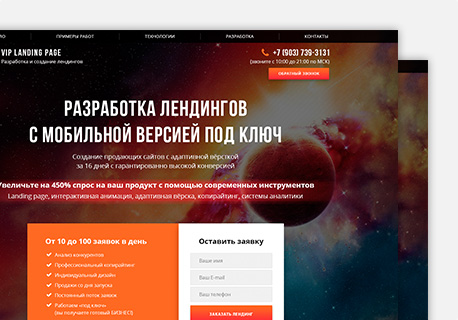 ПРИМЕРЫ РАБОТ
ТЕХНОЛОГИИ
РАЗРАБОТКА
КОНТАКТЫ
VIP LANDING PAGE
Разработка и создание лендингов
+7 (903) 739-3131
(звоните с 10:00 до 21:00 по МСК)
ОБРАТНЫЙ ЗВОНОК
РАЗРАБОТКА ЛЕНДИНГОВ
С МОБИЛЬНОЙ ВЕРСИЕЙ ПОД КЛЮЧ
Создание продающих сайтов с адаптивной вёрсткой
за 16 дней с гарантированно высокой конверсией
Увеличьте на 450% спрос на ваш продукт с помощью современных инструментов
Landing page, интерактивная анимация, адаптивная вёрка, копирайтинг, системы аналитики
От 10 до 100 заявок в день
Анализ конкурентов
Профессиональный копирайтинг
Индивидуальный дизайн
Продажи со дня запуска
Постоянный поток заявок
Работаем «под ключ»
(вы получаете готовый БИЗНЕС!)
Оставить заявку
Ваше имя
Ваш E-mail
Ваш телефон
ЗАКАЗАТЬ ЛЕНДИНГ